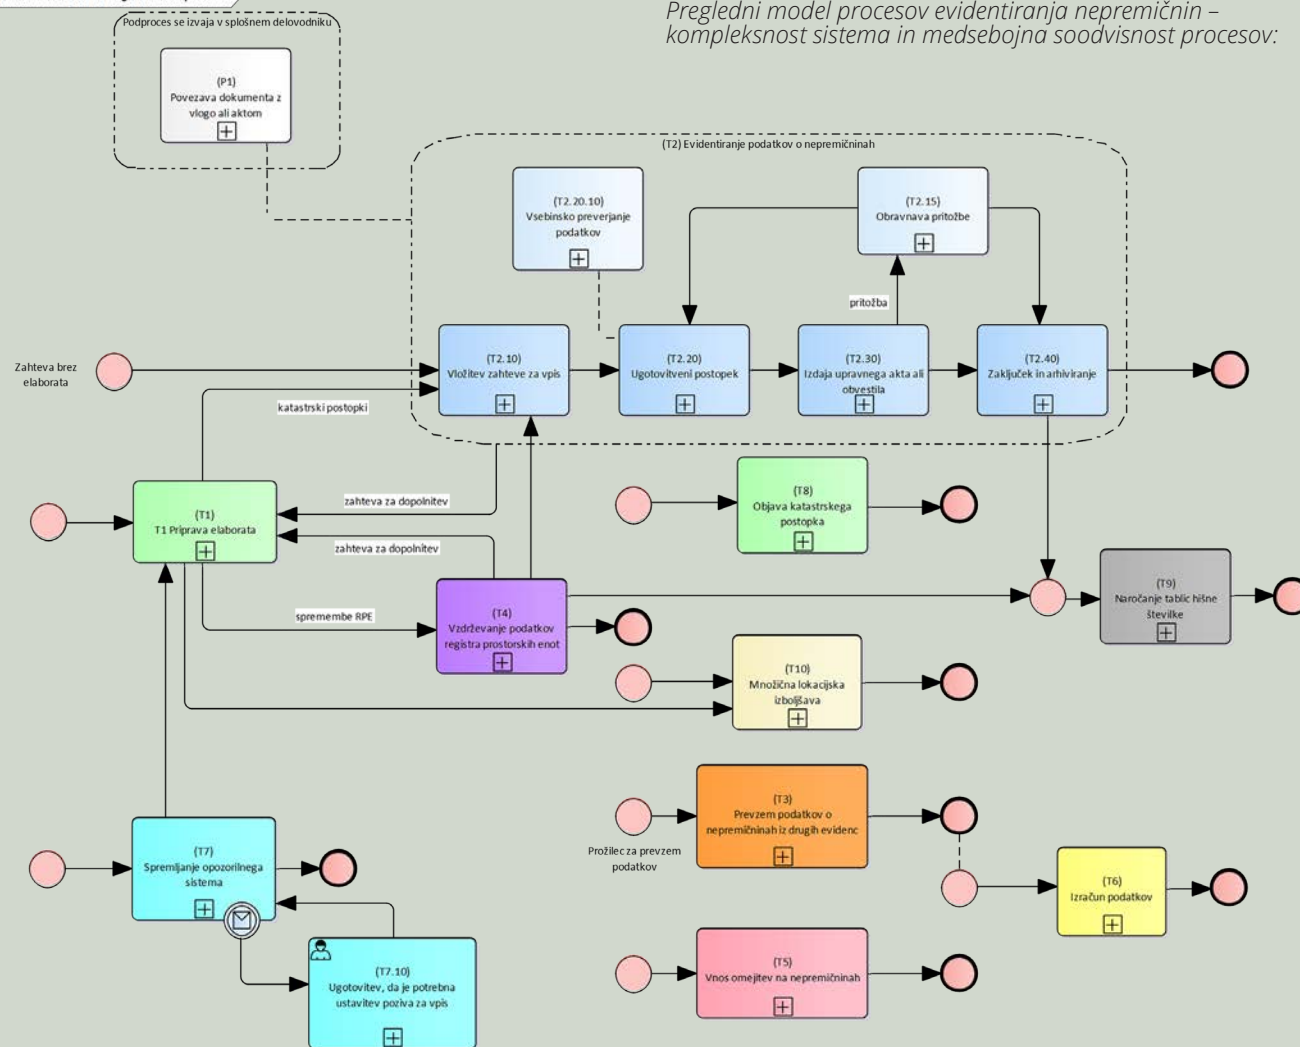 Pregledni model procesov evidentiranja nepremičnin –
kompleksnost sistema in medsebojna soodvisnost procesov:
Podproces se izvaja v splošnem delovodniku
(P1)
Povezava dokumenta z
vlogo ali aktom
(T2) Evidentiranje podatkov o nepremičninah
(T2.20.10)
Vsebinsko preverjanje
podatkov
(T2.15)
Obravnava pritožbe
pritožba
Zahteva brez
elaborata
(T2.10)
Vložitev zahteve za vpis
(T2.20)
Ugotovitveni postopek
(T2.30)
Izdaja upravnega akta ali
obvestila
(T2.40)
Zaključek in arhiviranje
katastrski postopki
(T1)
T1 Priprava elaborata
zahteva za dopolnitev
zahteva za dopolnitev
(T8)
Objava katastrskega
postopka
spremembe RPE
(T4)
Vzdrževanje podatkov
registra prostorskih enot
(T9)
Naročanje tablic hišne
številke
(T10)
Množična lokacijska
izboljšava
(T3)
Prevzem podatkov o
nepremičninah iz drugih evidenc
Prožilec za prevzem
podatkov
(T7)
Spremljanje opozorilnega
sistema
(T6)
Izračun podatkov
(T7.10)
Ugotovitev, da je potrebna
ustavitev poziva za vpis
(T5)
Vnos omejitev na nepremičninah